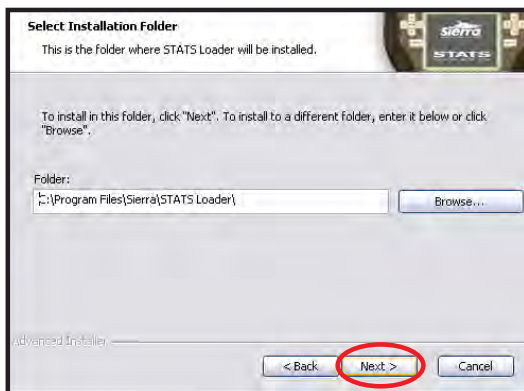 Select Installation Folder
This is the folder where STATS Loader will be installed.
Sierra
STATS
To install in this folder, click "Next". To install to a different folder, enter it below or click
"Browse".
Folder:
C:\Program Files\Sierra\STATS Loader\
Browse...
Advanced Installer
< Back
Next >
Cancel